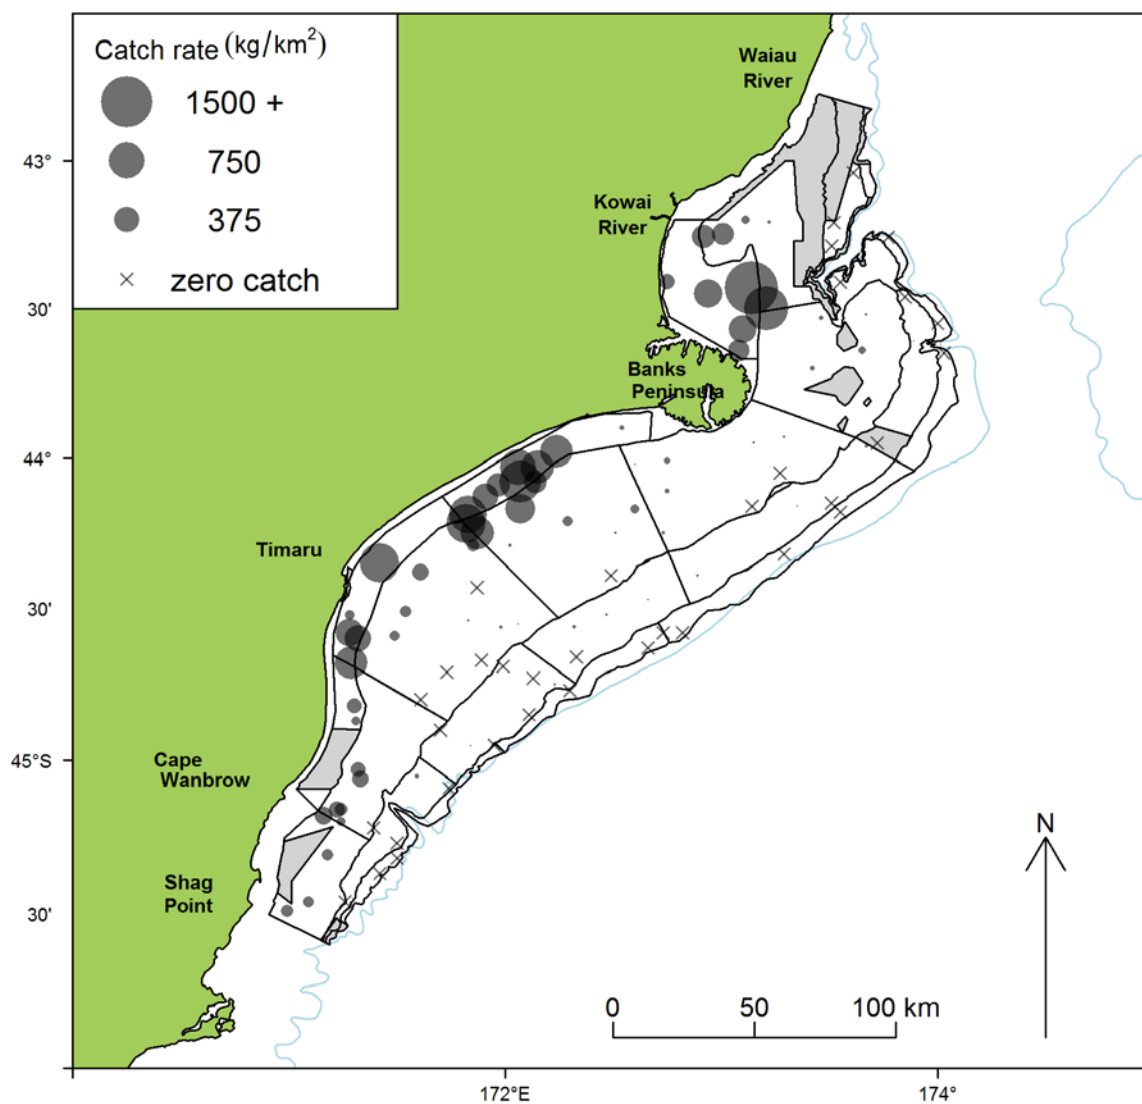 Catch rate (kg/km²)
1500 +
750
375
zero catch
Waiau
River
43°
Kowai
River
30'
Banks
Peninsula
44°
Timaru
30'
45°S
Cape
Wanbrow
N
Shag
Point
30'
0 50 100 km
172°E 174°